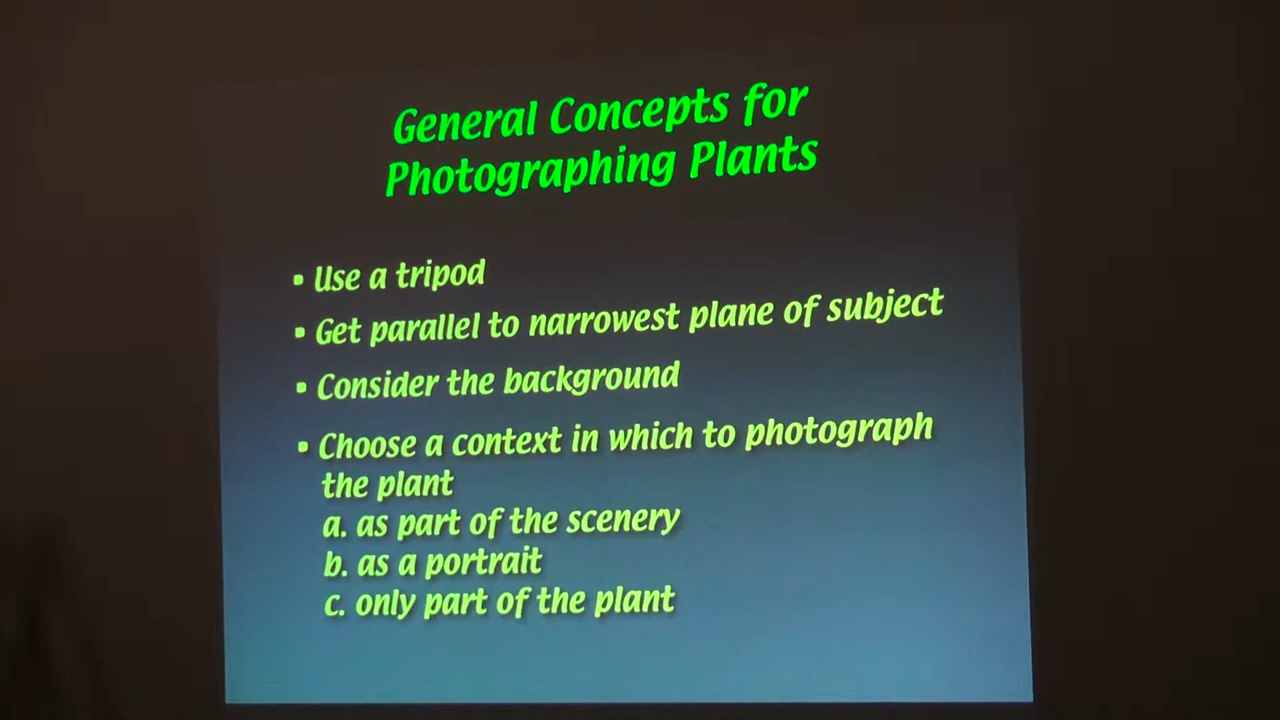 General Concepts for
Photographing Plants
▪ Use a tripod
▪ Get parallel to narrowest plane of subject
▪ Consider the background
▪ Choose a context in which to photograph
the plant
a. as part of the scenery
b. as a portrait
c. only part of the plant